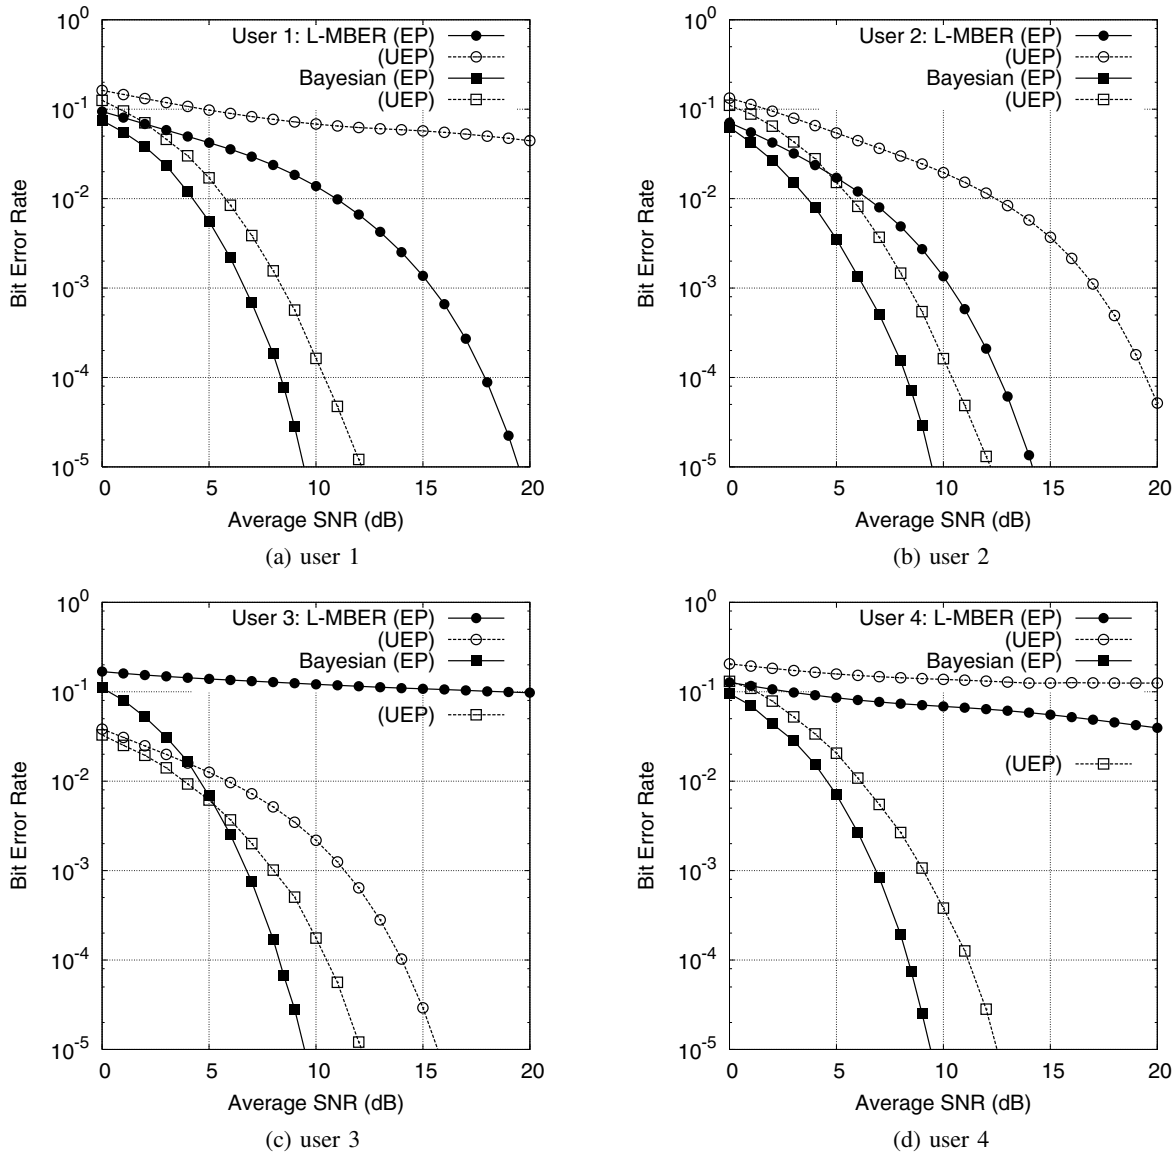 10^0
User 1: L-MBER (EP)
(UEP)
Bayesian (EP)
(UEP)
10^-1
10^-2
10^-3
10^-4
10^-5
Bit Error Rate
0 5 10 15 20
Average SNR (dB)
(a) user 1
10^0
User 2: L-MBER (EP)
(UEP)
Bayesian (EP)
(UEP)
10^-1
10^-2
10^-3
10^-4
10^-5
Bit Error Rate
0 5 10 15 20
Average SNR (dB)
(b) user 2
10^0
User 3: L-MBER (EP)
(UEP)
Bayesian (EP)
(UEP)
10^-1
10^-2
10^-3
10^-4
10^-5
Bit Error Rate
0 5 10 15 20
Average SNR (dB)
(c) user 3
10^0
User 4: L-MBER (EP)
(UEP)
Bayesian (EP)
(UEP)
10^-1
10^-2
10^-3
10^-4
10^-5
Bit Error Rate
0 5 10 15 20
Average SNR (dB)
(d) user 4